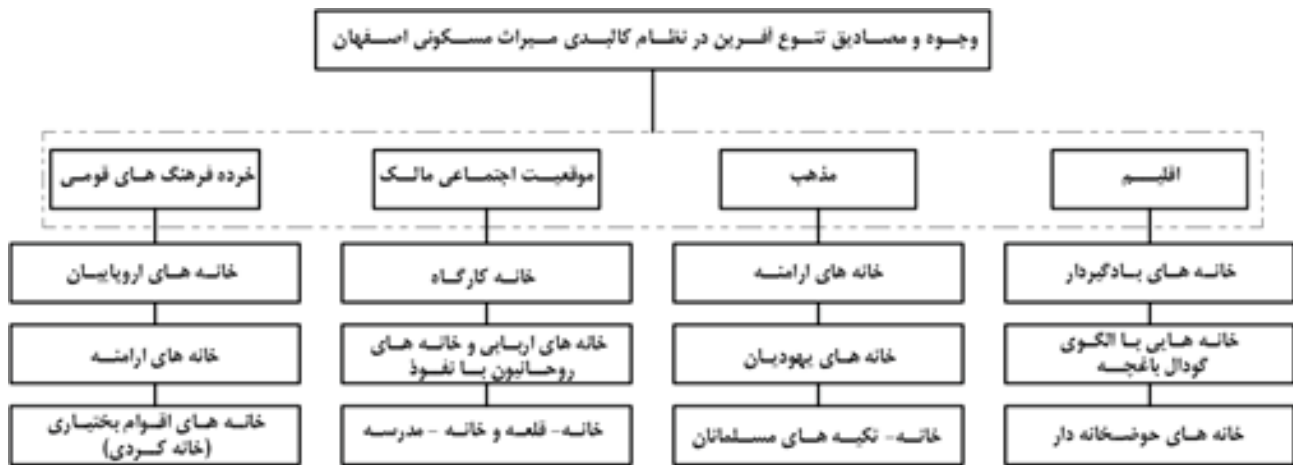 وجوه و مصادیق تنوع آفرین در نظام کالبدی میراث مسکونی اصفهان
اقلیم
مذهب
موقعیت اجتماعی مالک
خرده فرهنگ های قومی
خانه های بادگیردار
خانه های ارامنه
خانه کارگاه
خانه های اروپاییان
خانه هایی با الگوی
گودال باغچه
خانه های یهودیان
خانه های اربابی و خانه های
روحانیون با نفوذ
خانه های ارامنه
خانه های حوضخانه دار
خانه- تکیه های مسلمانان
خانه- قلعه و خانه - مدرسه
خانه های اقوام بختیاری
(خانه کردی)